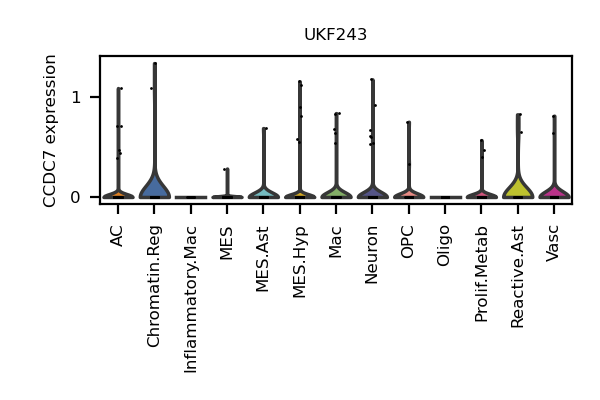 UKF243
CCDC7 expression
1
0
AC
Chromatin.Reg
Inflammatory.Mac
MES
MES.Ast
MES.Hyp
Mac
Neuron
OPC
Oligo
Prolif.Metab
Reactive.Ast
Vasc